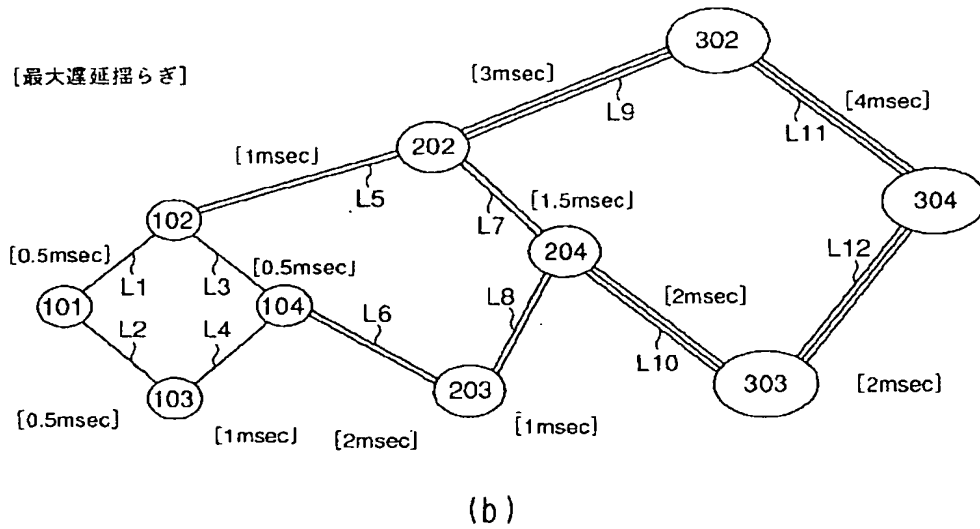 302
[最大遅延揺らぎ]
[3msec]
L9
[4msec]
L11
202
[1msec]
L5
304
102
L7
[1.5msec]
[0.5msec]
204
L12
L1
L3
[0.5msec]
101
104
L8
[2msec]
L2
L4
L6
L10
103
203
303
[2msec]
[0.5msec]
[1msec]
[2msec]
[1msec]
(b)